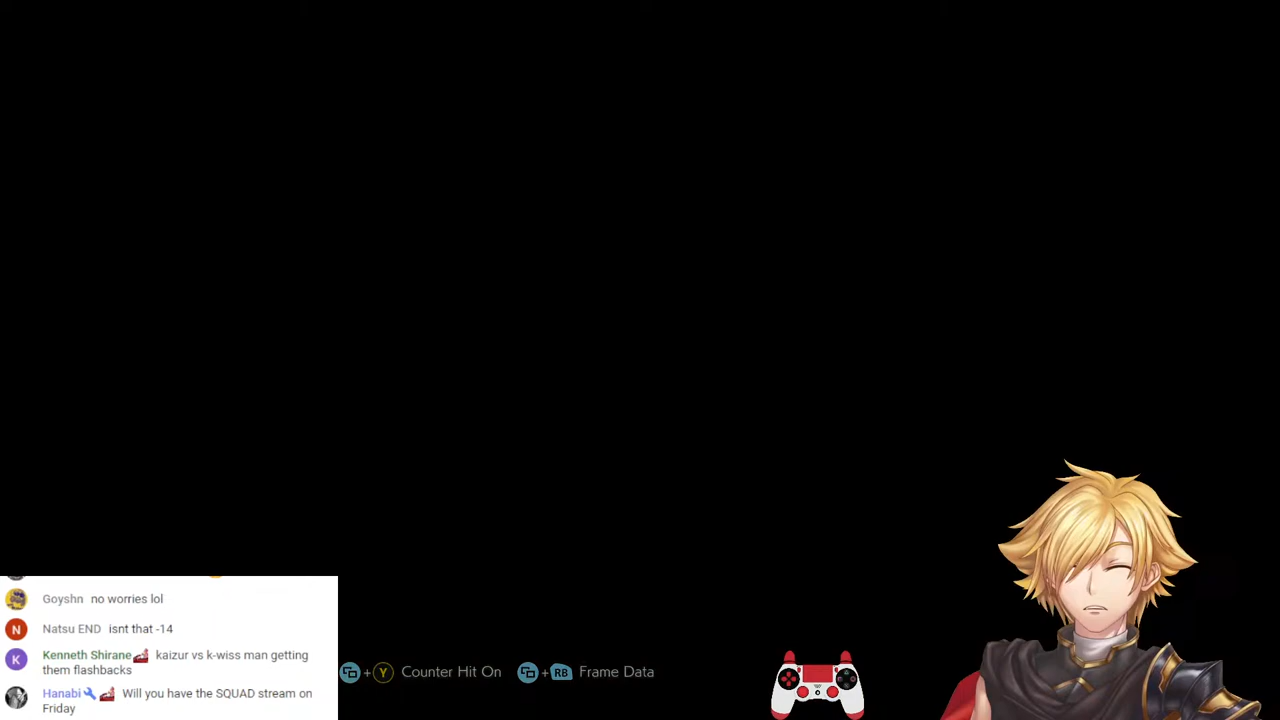 Goyshn no worries lol
N Natsu END isnt that -14
K Kenneth Shirane kaizur vs k-wiss man getting
them flashbacks
Hanabi Will you have the SQUAD stream on
Friday
+ Y Counter Hit On + RB Frame Data